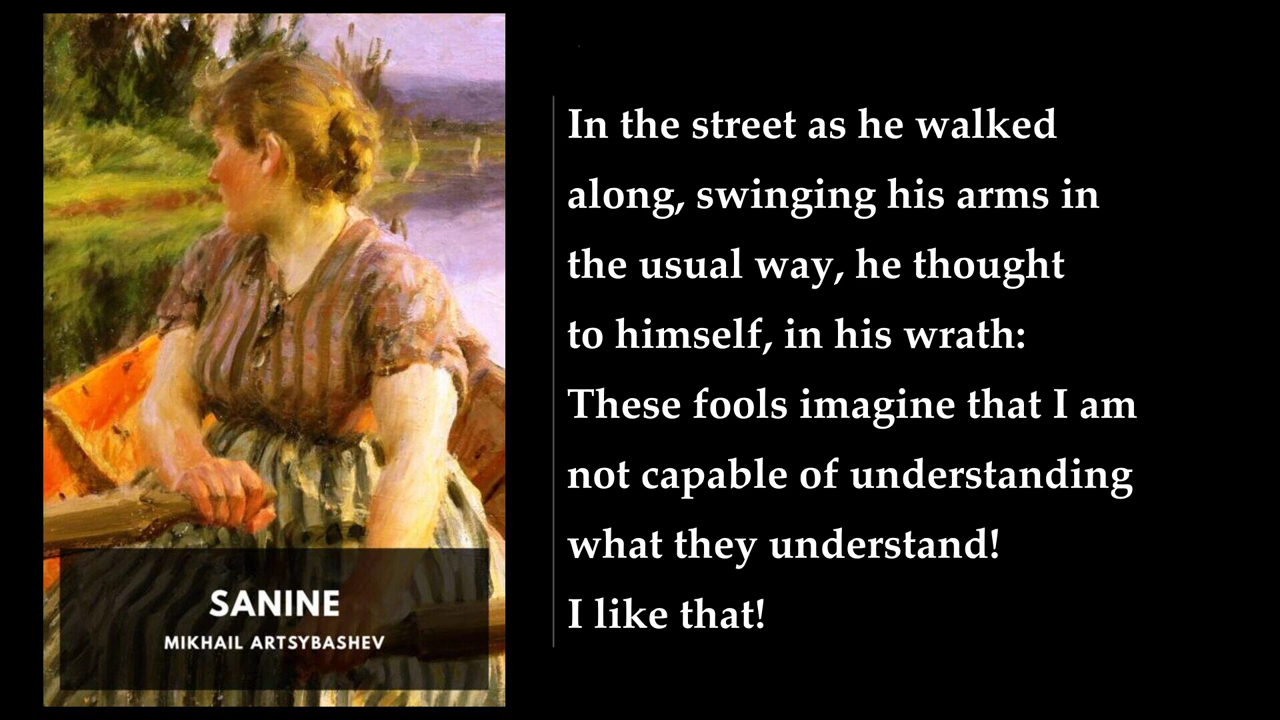 SANINE
MIKHAIL ARTSYBASHEV
In the street as he walked
along, swinging his arms in
the usual way, he thought
to himself, in his wrath:
These fools imagine that I am
not capable of understanding
what they understand!
I like that!